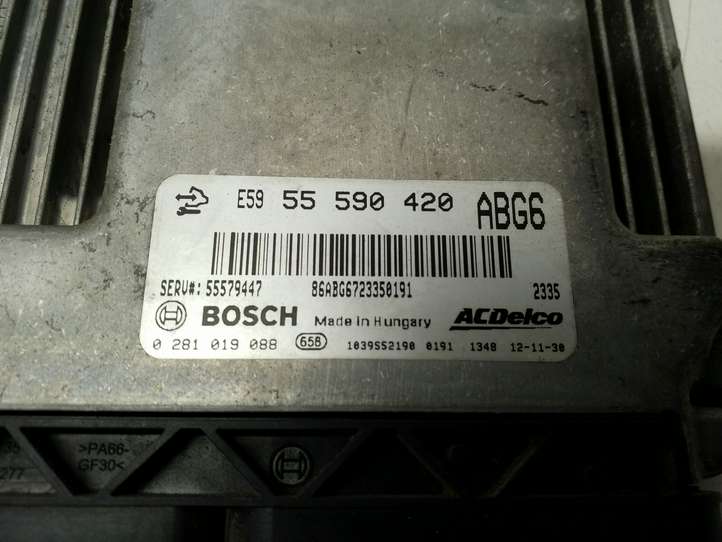 E59 55 590 420 ABG6
SERV#: 55579447 86ABG6723350191 2335
BOSCH Made in Hungary ACDelco
0 281 019 088 658 1039S52190 0191 1348 12-11-30
>PA66-
GF30<
277